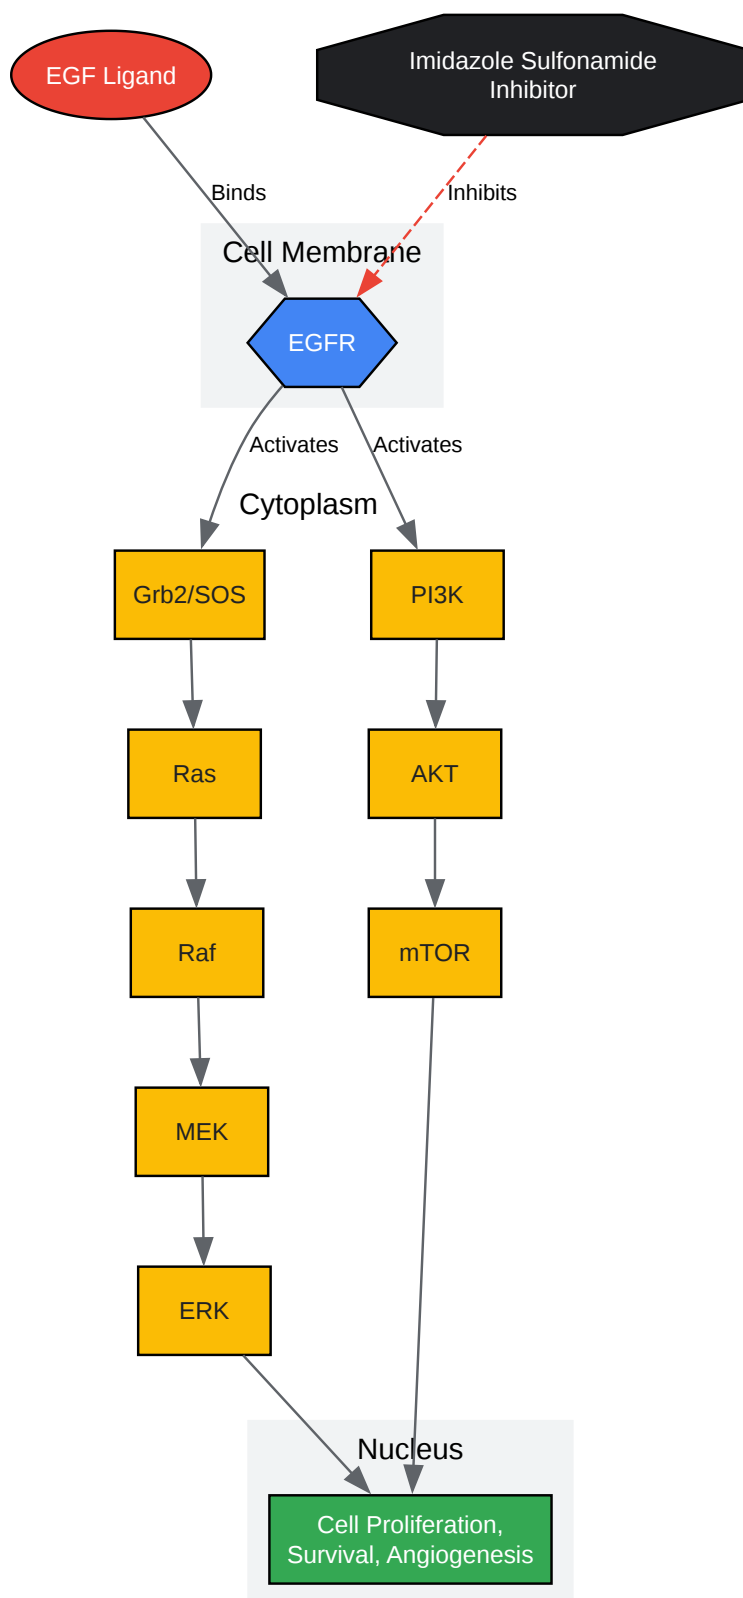 EGF Ligand
Imidazole Sulfonamide
Inhibitor
Binds
Inhibits
Cell Membrane
EGFR
Activates
Activates
Cytoplasm
Grb2/SOS
PI3K
Ras
AKT
Raf
mTOR
MEK
ERK
Nucleus
Cell Proliferation,
Survival, Angiogenesis